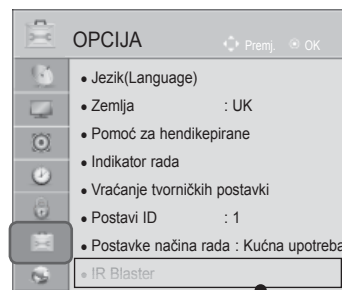 OPCIJA
Premj. OK
• Jezik(Language)
• Zemlja : UK
• Pomoć za hendikepirane
• Indikator rada
• Vraćanje tvorničkih postavki
• Postavi ID : 1
• Postavke načina rada : Kućna upotreba
• IR Blaster